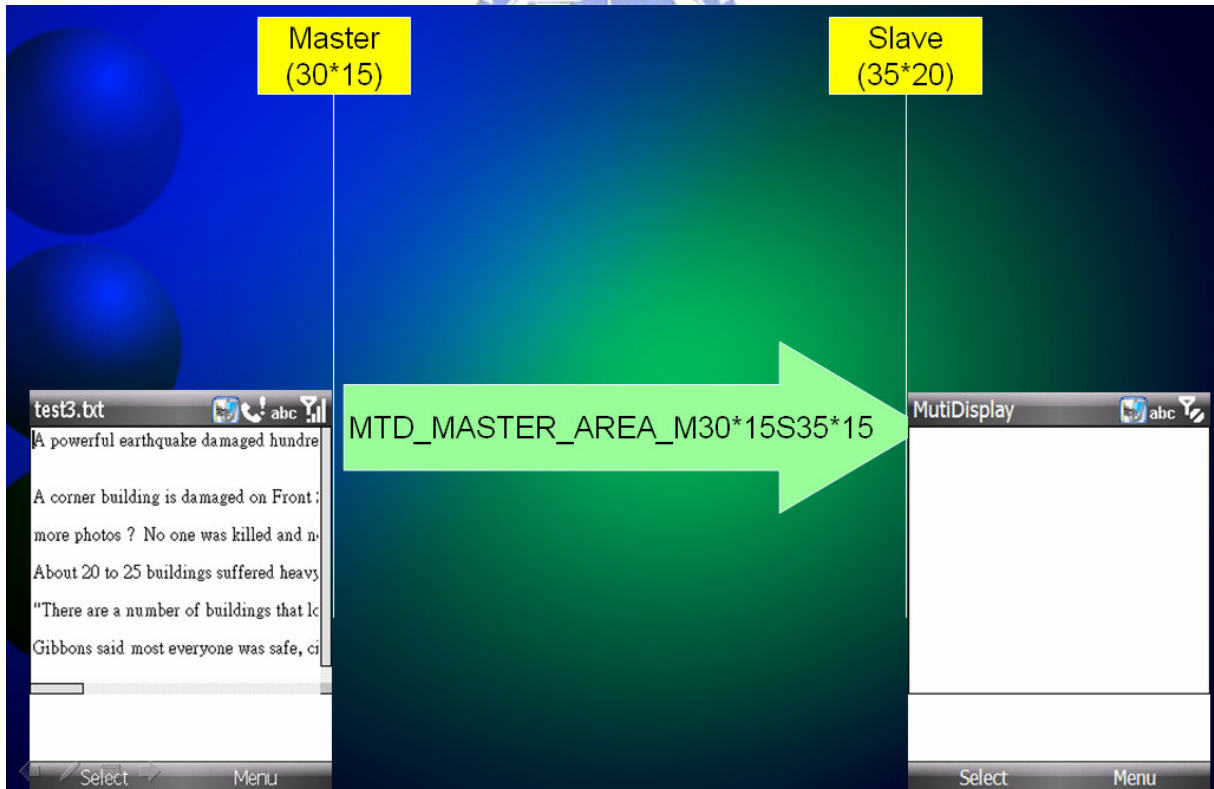 Master
(30*15)
Slave
(35*20)
MTD_MASTER_AREA_M30*15S35*15
test3.txt
abc
A powerful earthquake damaged hundre
A corner building is damaged on Front
more photos ? No one was killed and n
About 20 to 25 buildings suffered heavy
"There are a number of buildings that lo
Gibbons said most everyone was safe, ci
Select Menu
MutiDisplay
abc
Select Menu